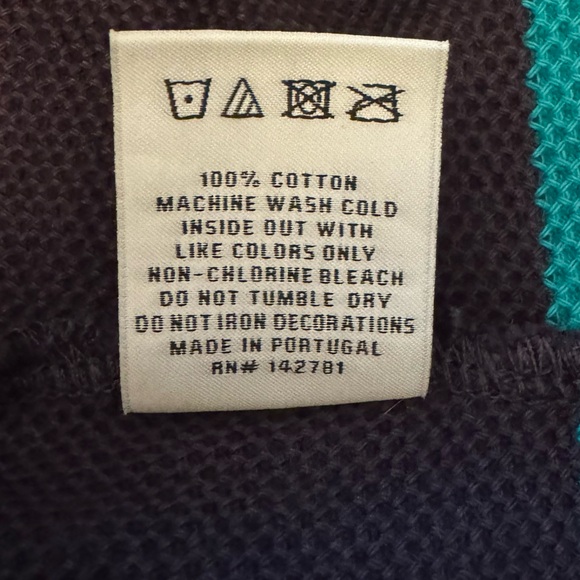 100% COTTON
MACHINE WASH COLD
INSIDE OUT WITH
LIKE COLORS ONLY
NON-CHLORINE BLEACH
DO NOT TUMBLE DRY
DO NOT IRON DECORATIONS
MADE IN PORTUGAL
RN# 142781